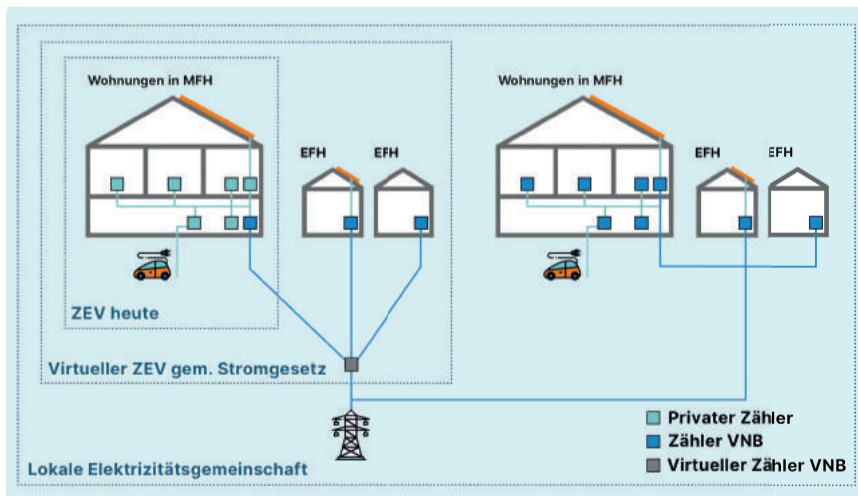 Wohnungen in MFH
EFH
EFH
ZEV heute
Virtueller ZEV gem. Stromgesetz
Wohnungen in MFH
EFH
EFH
Privater Zähler
Zähler VNB
Virtueller Zähler VNB
Lokale Elektrizitätsgemeinschaft